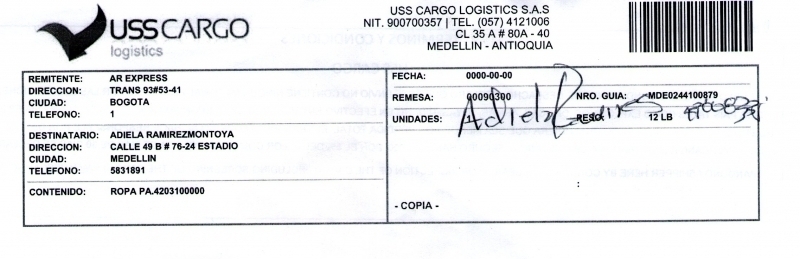 USSCARGO
logistics
USS CARGO LOGISTICS S.A.S
NIT. 900700357 | TEL. (057) 4121006
CL 35 A # 80A - 40
MEDELLIN - ANTIOQUIA
REMITENTE: AR EXPRESS
DIRECCION: TRANS 93#53-41
CIUDAD: BOGOTA
TELEFONO: 1
DESTINATARIO: ADIELA RAMIREZMONTOYA
DIRECCION: CALLE 49 B # 76-24 ESTADIO
CIUDAD: MEDELLIN
TELEFONO: 5831891
CONTENIDO: ROPA PA.4203100000
FECHA: 0000-00-00
REMESA: 00090300 NRO. GUIA: MDE0244100879
UNIDADES: 1 PESO: 12 LB
Adiela
- COPIA -